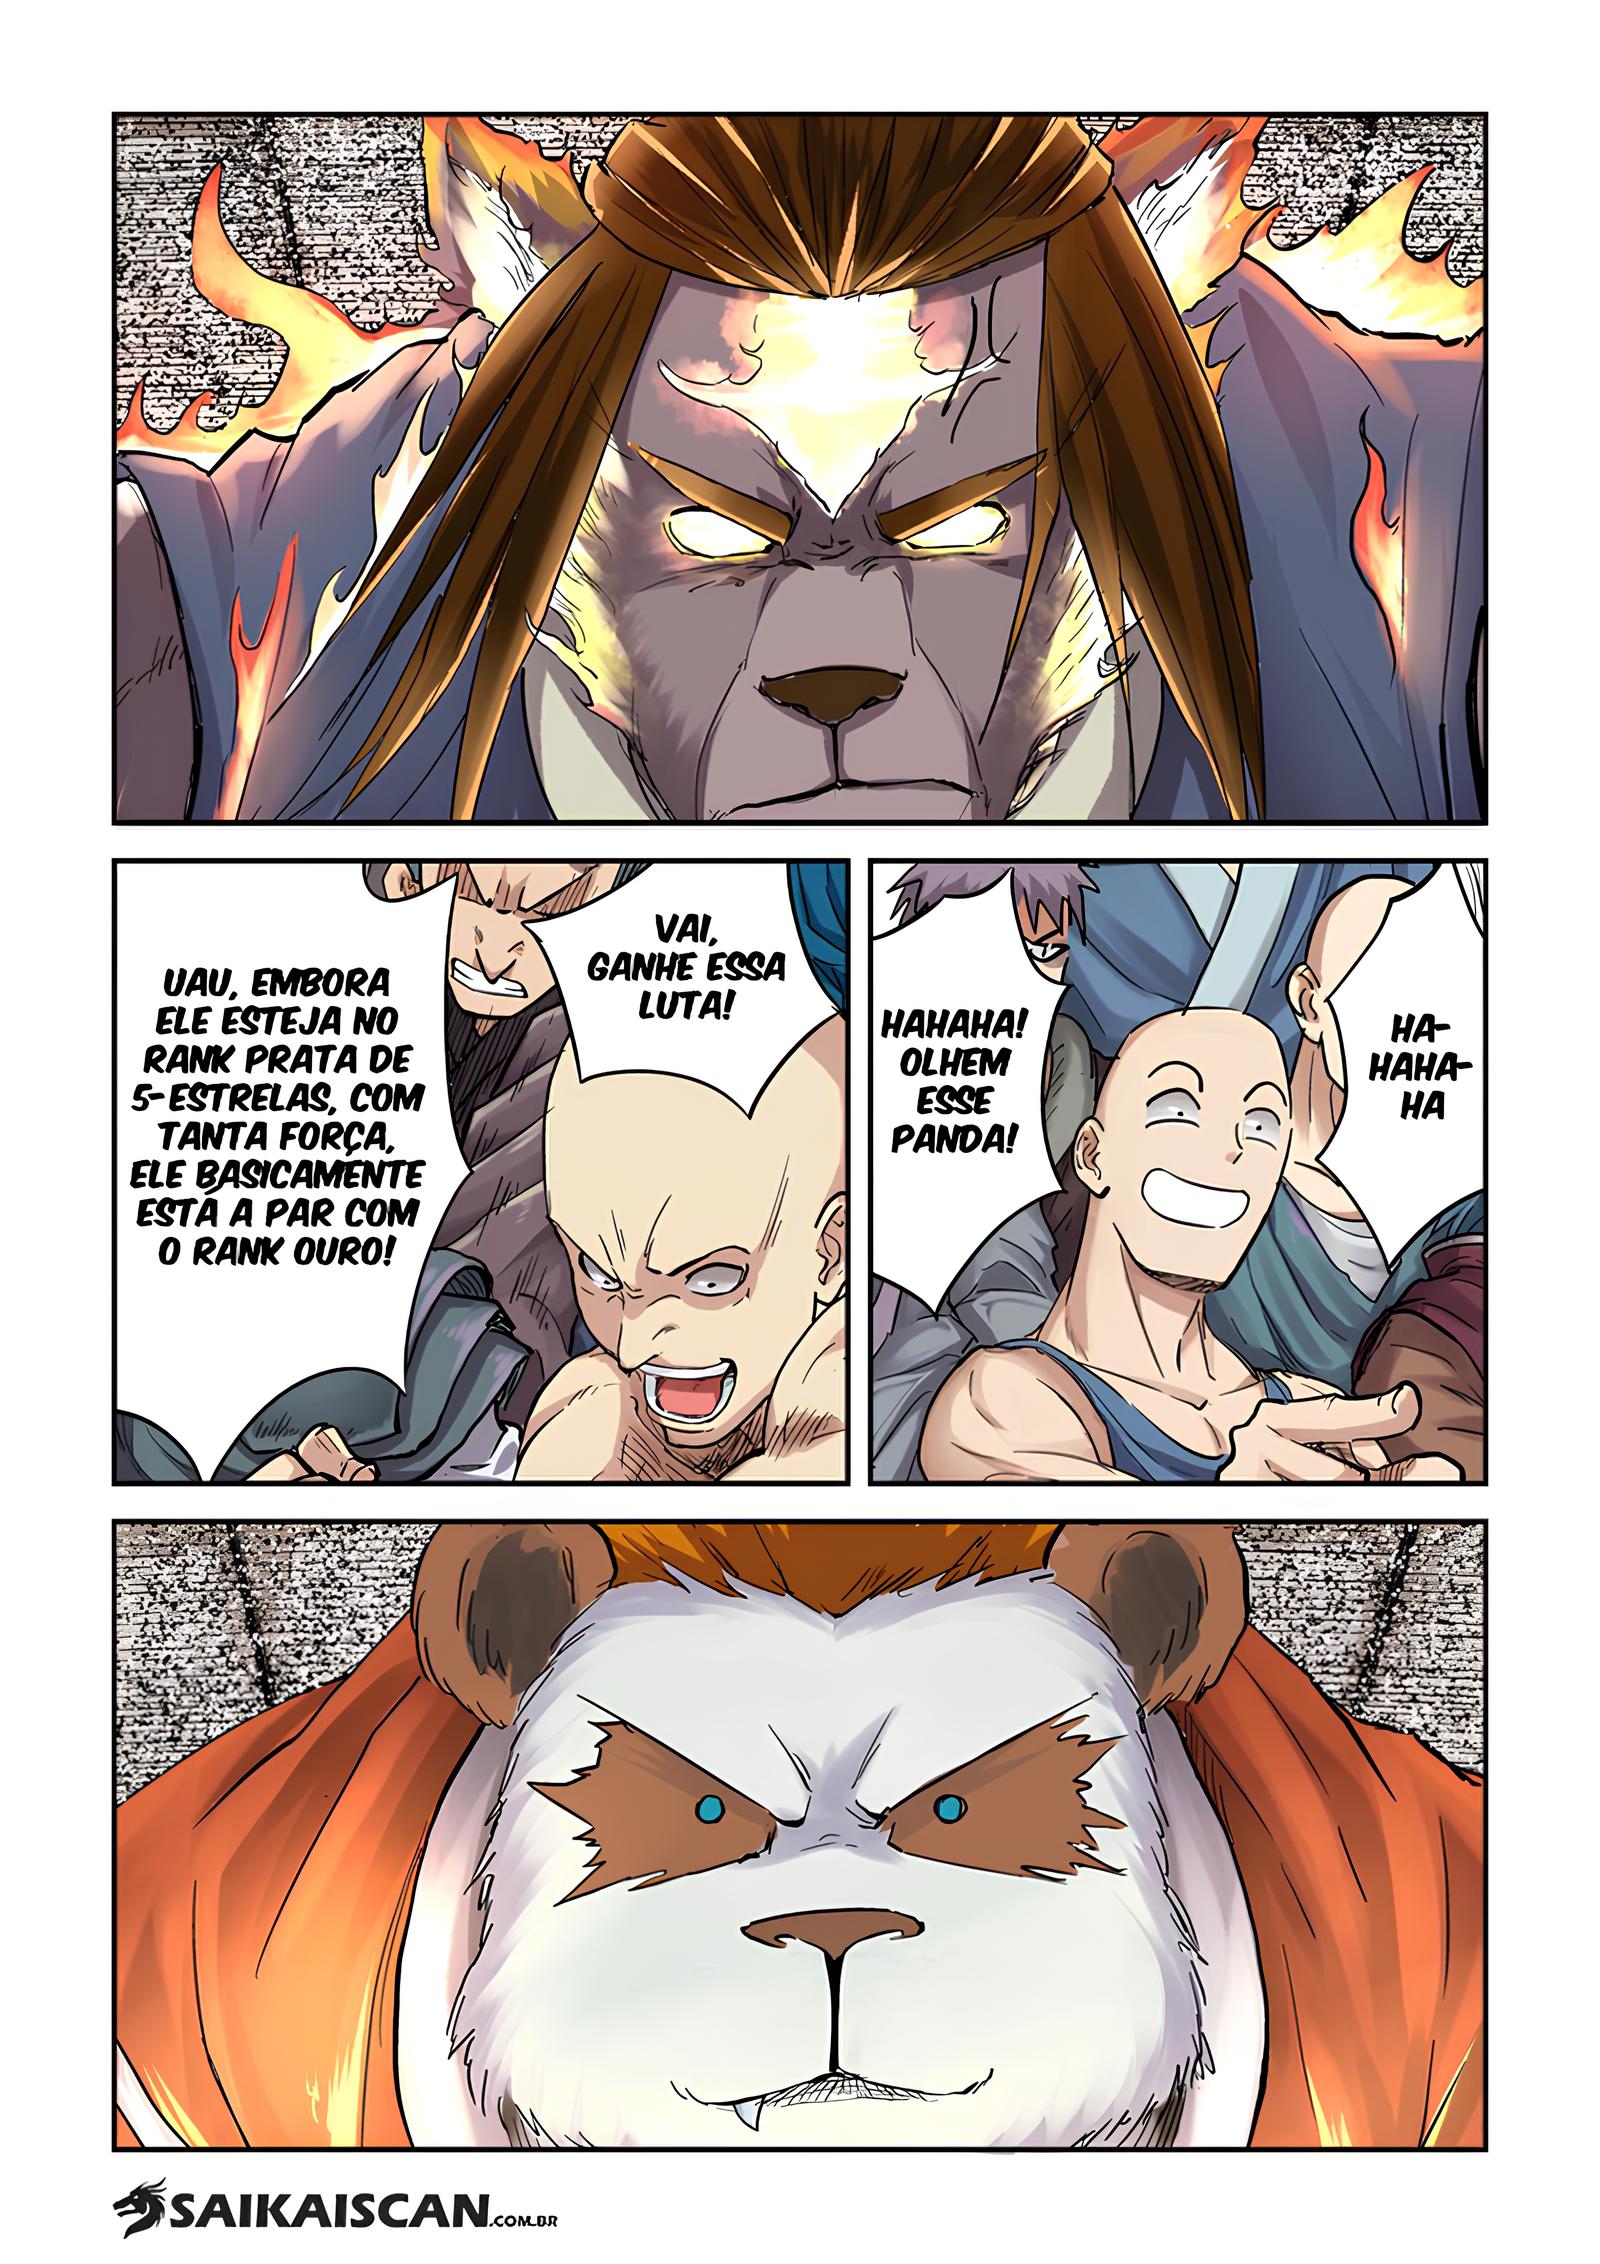 UAU, EMBORA
ELE ESTEJA NO
RANK PRATA DE
5-ESTRELAS, COM
TANTA FORÇA,
ELE BASICAMENTE
ESTÁ A PAR COM
O RANK OURO!
VAI,
GANHE ESSA
LUTA!
HAHAHA!
OLHEM
ESSE
PANDA!
HA-
HAHA-
HA
SAIKAISCAN.COM.BR